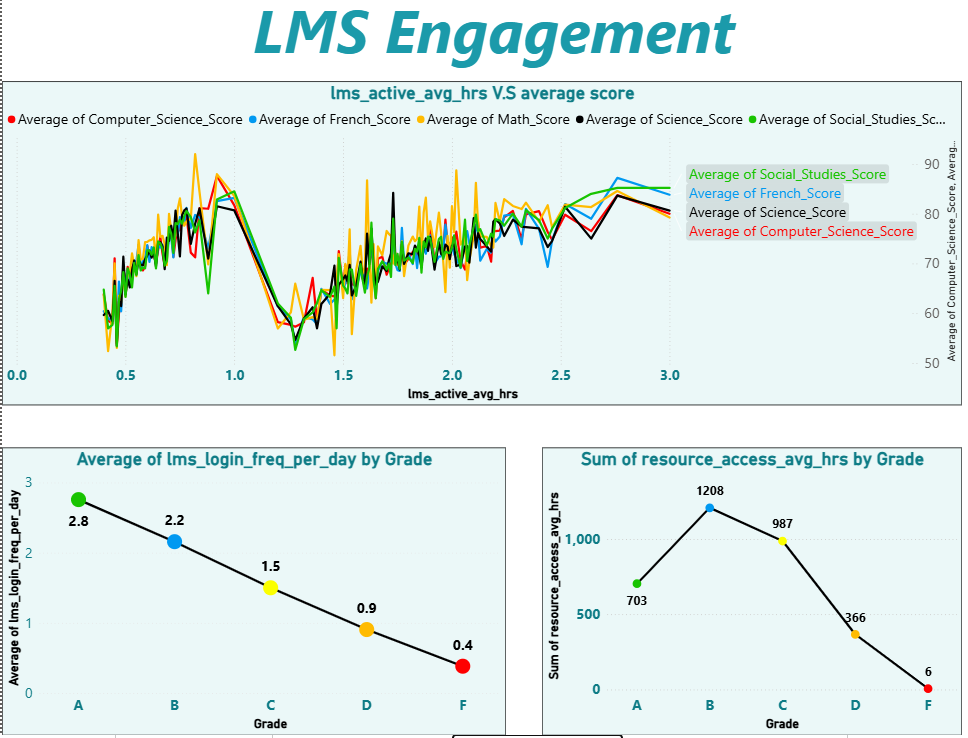 LMS Engagement
lms_active_avg_hrs V.S average score
Average of Computer_Science_Score Average of French_Score Average of Math_Score Average of Science_Score Average of Social_Studies_Sc...
90
80
70
60
50
Average of Computer_Science_Score, Averag...
Average of Social_Studies_Score
Average of French_Score
Average of Science_Score
Average of Computer_Science_Score
0.0 0.5 1.0 1.5 2.0 2.5 3.0
lms_active_avg_hrs
Average of lms_login_freq_per_day by Grade
Average of lms_login_freq_per_day
3
2
1
0
2.8
2.2
1.5
0.9
0.4
A B C D F
Grade
Sum of resource_access_avg_hrs by Grade
Sum of resource_access_avg_hrs
1,000
500
0
703
1208
987
366
6
A B C D F
Grade